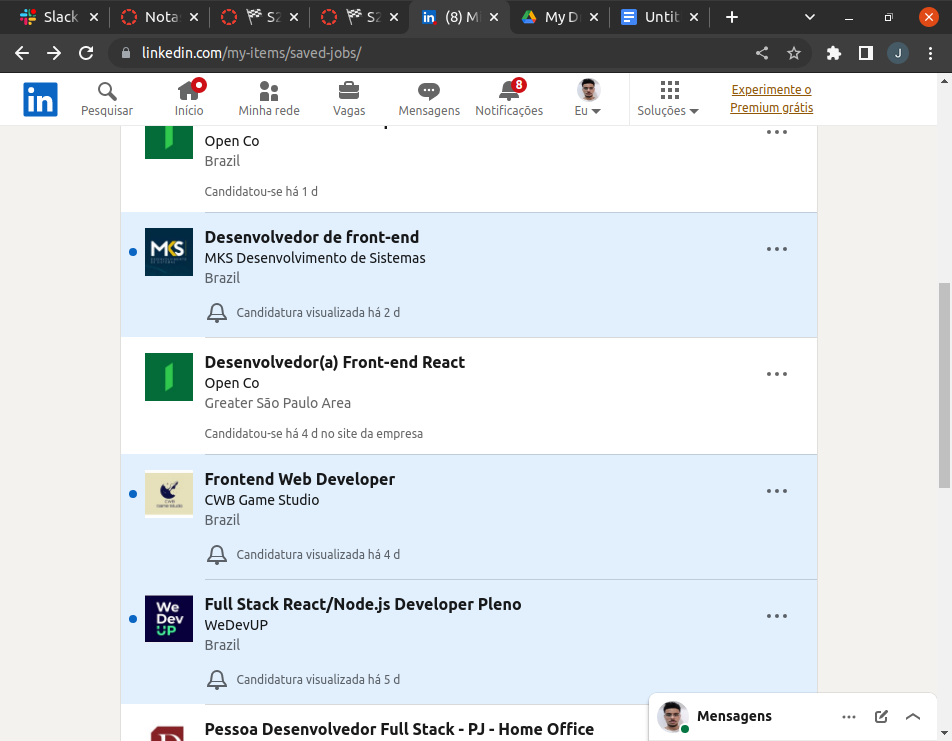 Slack
Nota
S2
S2
(8) M
My D
Untit
linkedin.com/my-items/saved-jobs/
J
in
Pesquisar
Início
Minha rede
Vagas
Mensagens
8
Notificações
Eu
Soluções
Experimente o
Premium grátis
Open Co
Brazil
Candidatou-se há 1 d
MKS
Desenvolvedor de front-end
MKS Desenvolvimento de Sistemas
Brazil
Candidatura visualizada há 2 d
Desenvolvedor(a) Front-end React
Open Co
Greater São Paulo Area
Candidatou-se há 4 d no site da empresa
CWB
GAME STUDIO
Frontend Web Developer
CWB Game Studio
Brazil
Candidatura visualizada há 4 d
We
Dev
UP
Full Stack React/Node.js Developer Pleno
WeDevUP
Brazil
Candidatura visualizada há 5 d
Pessoa Desenvolvedor Full Stack - PJ - Home Office
Mensagens